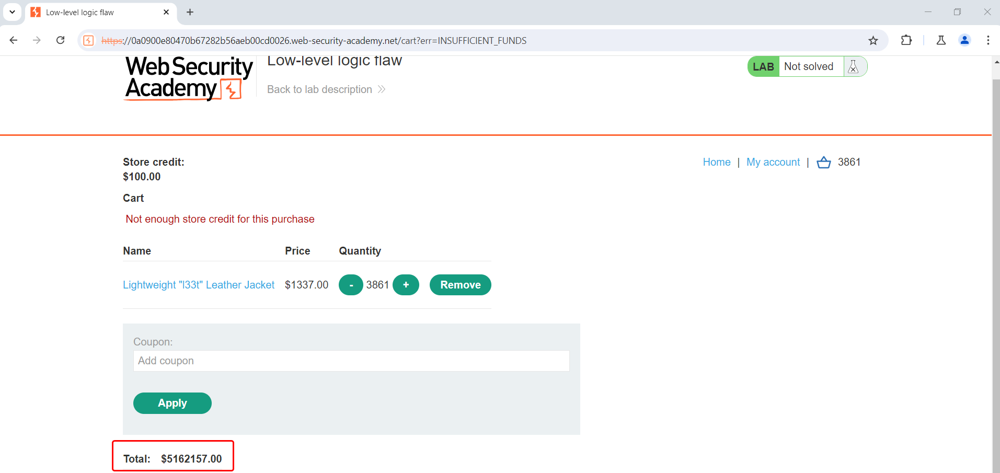 Low-level logic flaw
https://0a0900e80470b67282b56aeb00cd0026.web-security-academy.net/cart?err=INSUFFICIENT_FUNDS
Web Security
Academy
Low-level logic flaw
Back to lab description
LAB Not solved
Store credit:
$100.00
Home | My account | 3861
Cart
Not enough store credit for this purchase
Name Price Quantity
Lightweight "l33t" Leather Jacket $1337.00 - 3861 + Remove
Coupon:
Add coupon
Apply
Total: $5162157.00